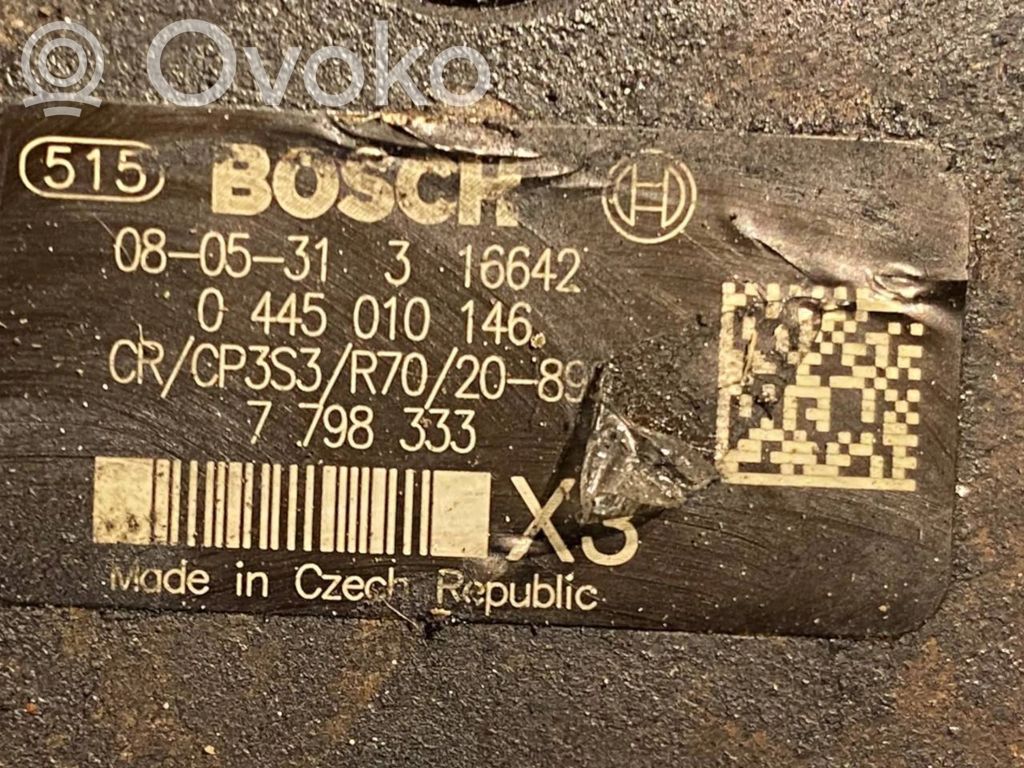 Ovoko
515 BOSCH
08-05-31 3 16642
0 445 010 146
CR/CP3S3/R70/20-89
7 798 333
X3
Made in Czech Republic